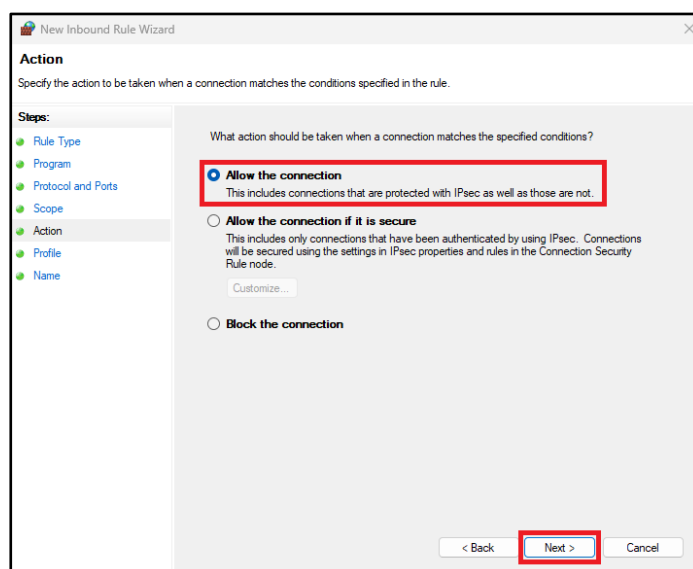 New Inbound Rule Wizard
Action
Specify the action to be taken when a connection matches the conditions specified in the rule.
Steps:
Rule Type
Program
Protocol and Ports
Scope
Action
Profile
Name
What action should be taken when a connection matches the specified conditions?
Allow the connection
This includes connections that are protected with IPsec as well as those are not.
Allow the connection if it is secure
This includes only connections that have been authenticated by using IPsec. Connections
will be secured using the settings in IPsec properties and rules in the Connection Security
Rule node.
Customize...
Block the connection
< Back
Next >
Cancel